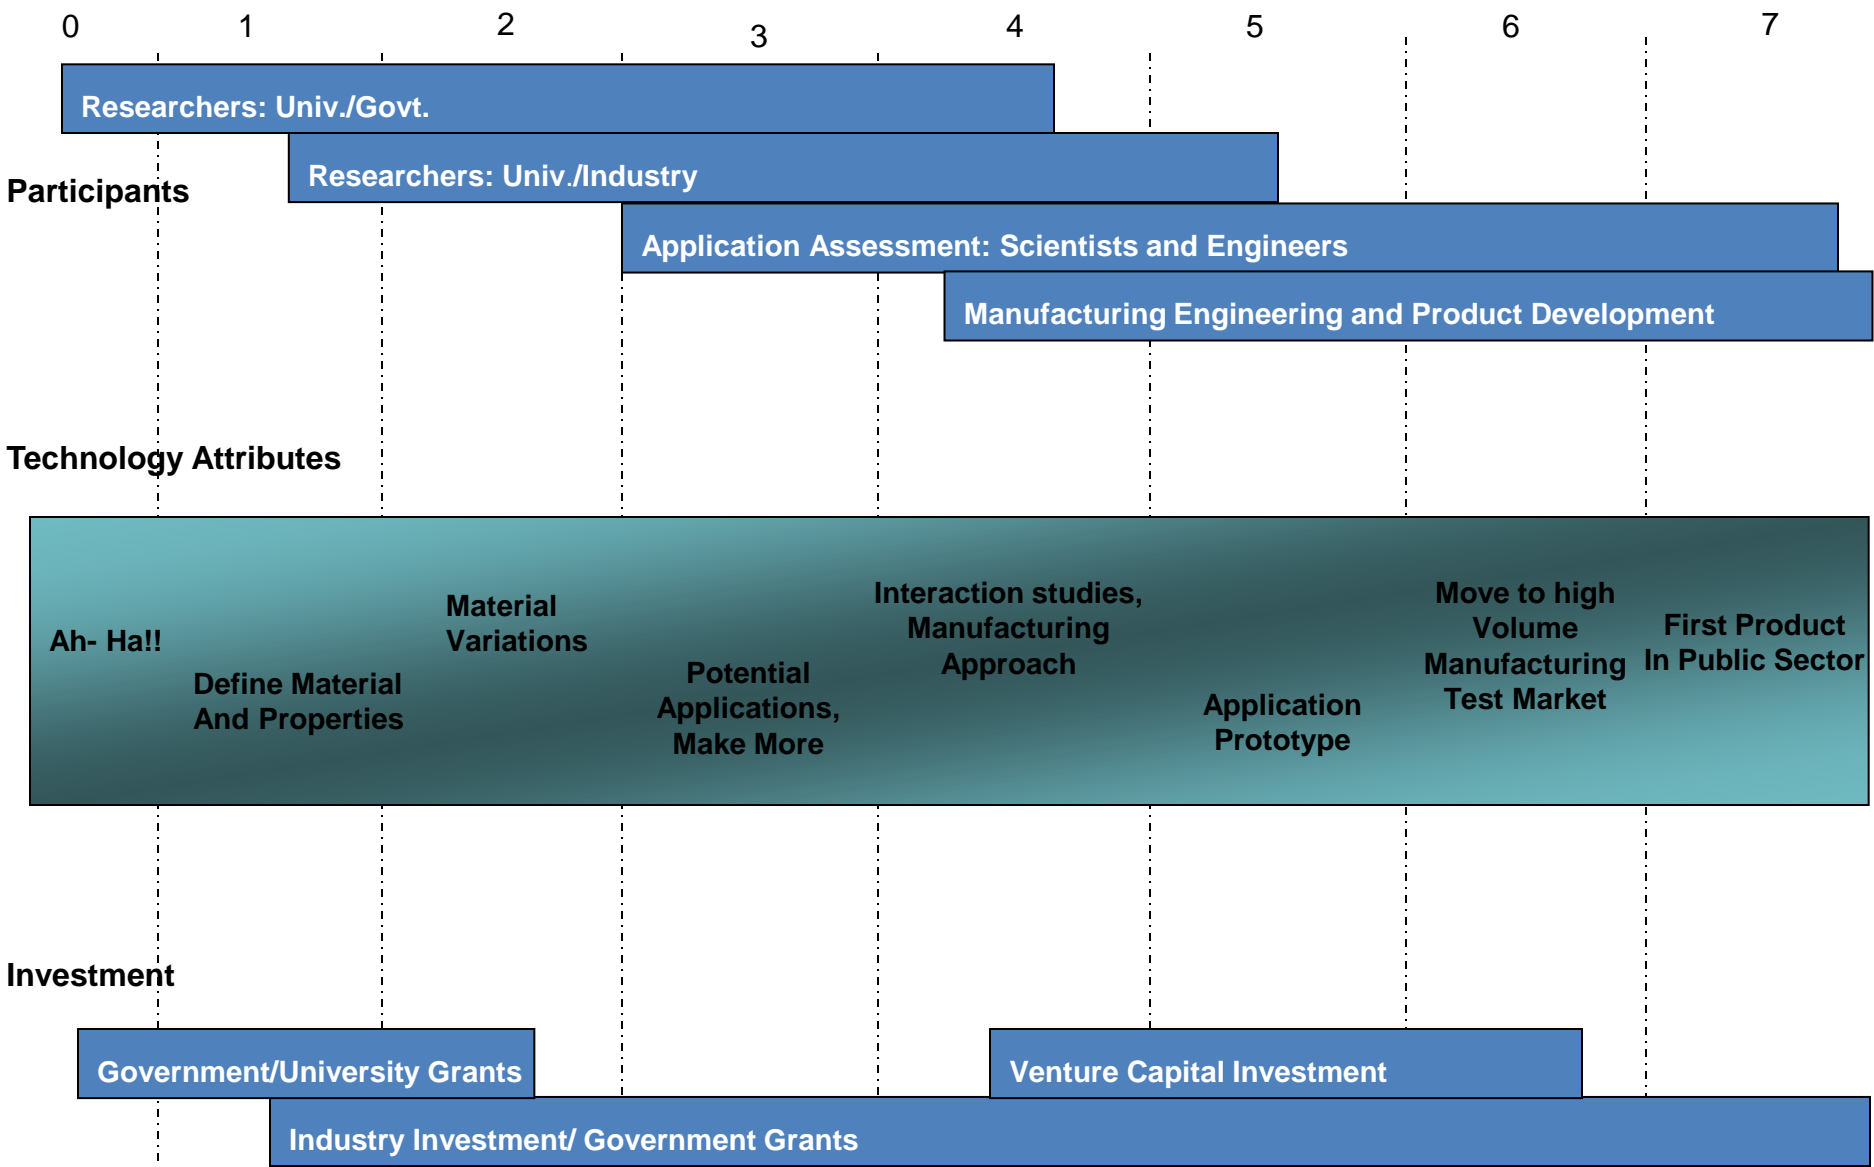 0 1 2 3 4 5 6 7
Researchers: Univ./Govt.
Researchers: Univ./Industry
Participants
Application Assessment: Scientists and Engineers
Manufacturing Engineering and Product Development
Technology Attributes
Ah- Ha!!
Define Material
And Properties
Material
Variations
Potential
Applications,
Make More
Interaction studies,
Manufacturing
Approach
Application
Prototype
Move to high
Volume
Manufacturing
Test Market
First Product
In Public Sector
Investment
Government/University Grants
Venture Capital Investment
Industry Investment/ Government Grants